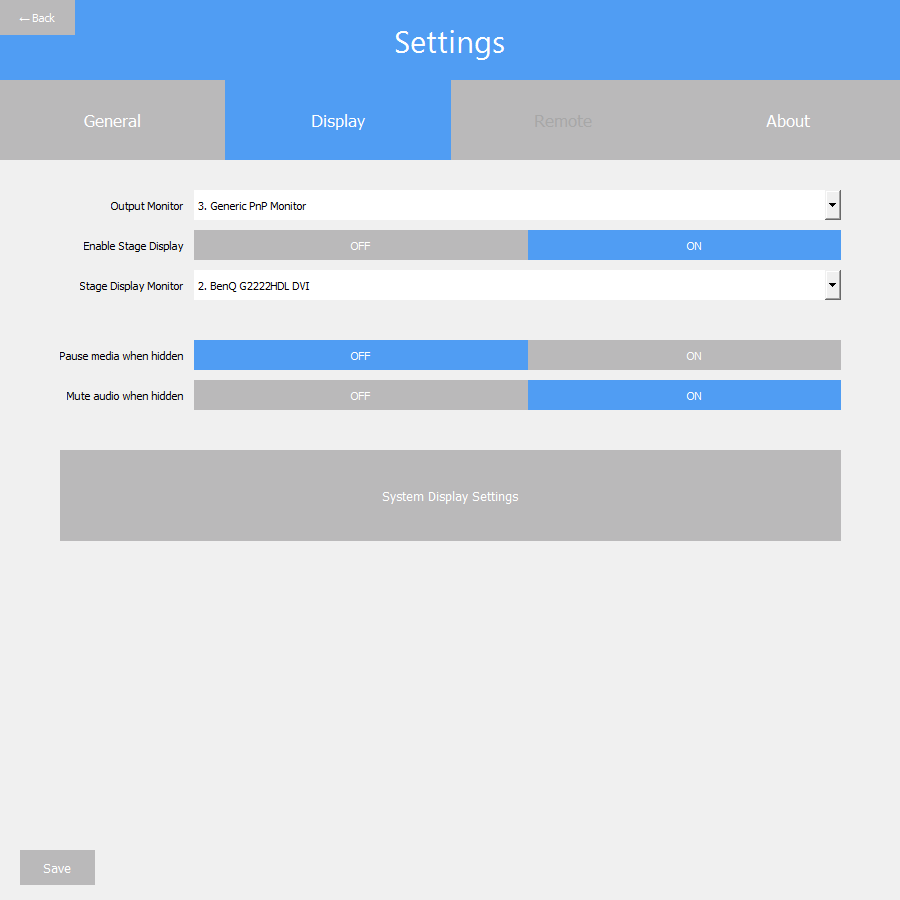 ←Back
Settings
General
Display
Remote
About
Output Monitor
3. Generic PnP Monitor
Enable Stage Display
OFF
ON
Stage Display Monitor
2. BenQ G2222HDL DVI
Pause media when hidden
OFF
ON
Mute audio when hidden
OFF
ON
System Display Settings
Save